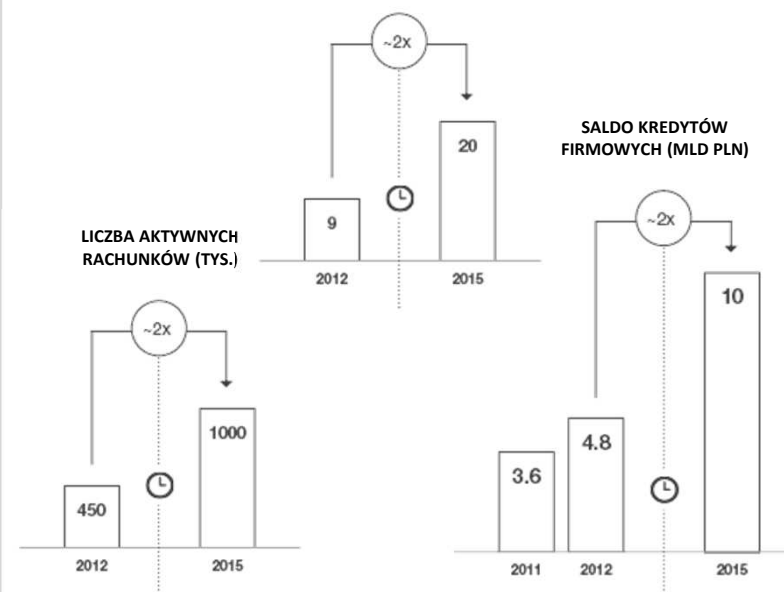 ~2x
20
9
2012
2015
LICZBA AKTYWNYCH
RACHUNKÓW (TYS.)
~2x
1000
450
2012
2015
SALDO KREDYTÓW
FIRMOWYCH (MLD PLN)
~2x
10
4.8
3.6
2011
2012
2015